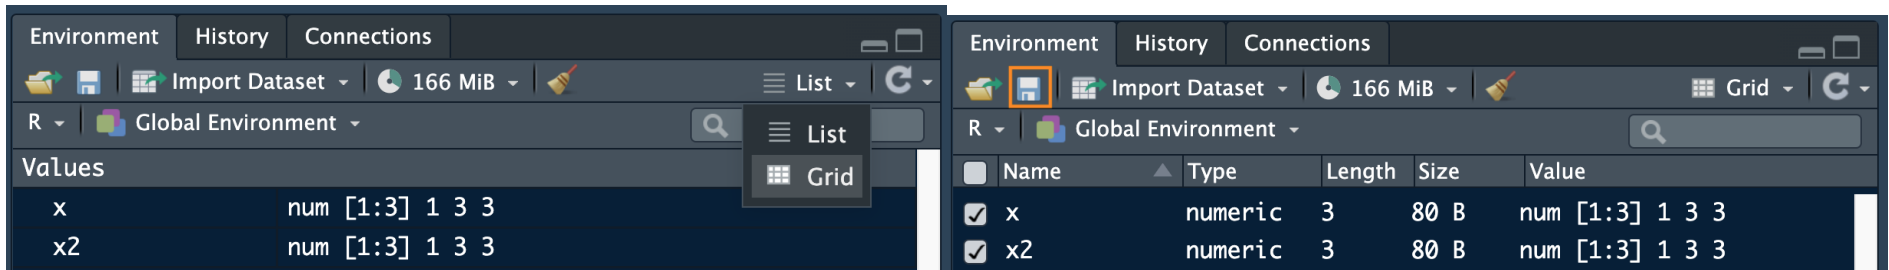 Environment History Connections
Import Dataset 166 MiB List
R Global Environment
List
Grid
Values
x num [1:3] 1 3 3
x2 num [1:3] 1 3 3
Environment History Connections
Import Dataset 166 MiB Grid
R Global Environment
Name Type Length Size Value
x numeric 3 80 B num [1:3] 1 3 3
x2 numeric 3 80 B num [1:3] 1 3 3